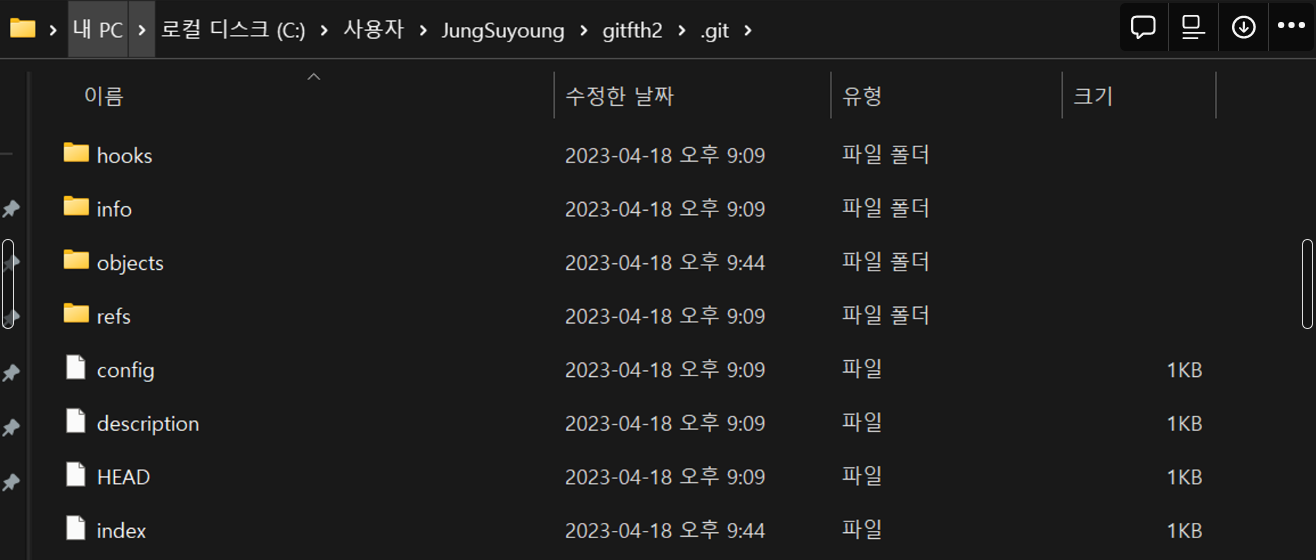 내 PC 로컬 디스크 (C:) 사용자 JungSuyoung gitfth2 .git
이름 수정한 날짜 유형 크기
hooks 2023-04-18 오후 9:09 파일 폴더
info 2023-04-18 오후 9:09 파일 폴더
objects 2023-04-18 오후 9:44 파일 폴더
refs 2023-04-18 오후 9:09 파일 폴더
config 2023-04-18 오후 9:09 파일 1KB
description 2023-04-18 오후 9:09 파일 1KB
HEAD 2023-04-18 오후 9:09 파일 1KB
index 2023-04-18 오후 9:44 파일 1KB